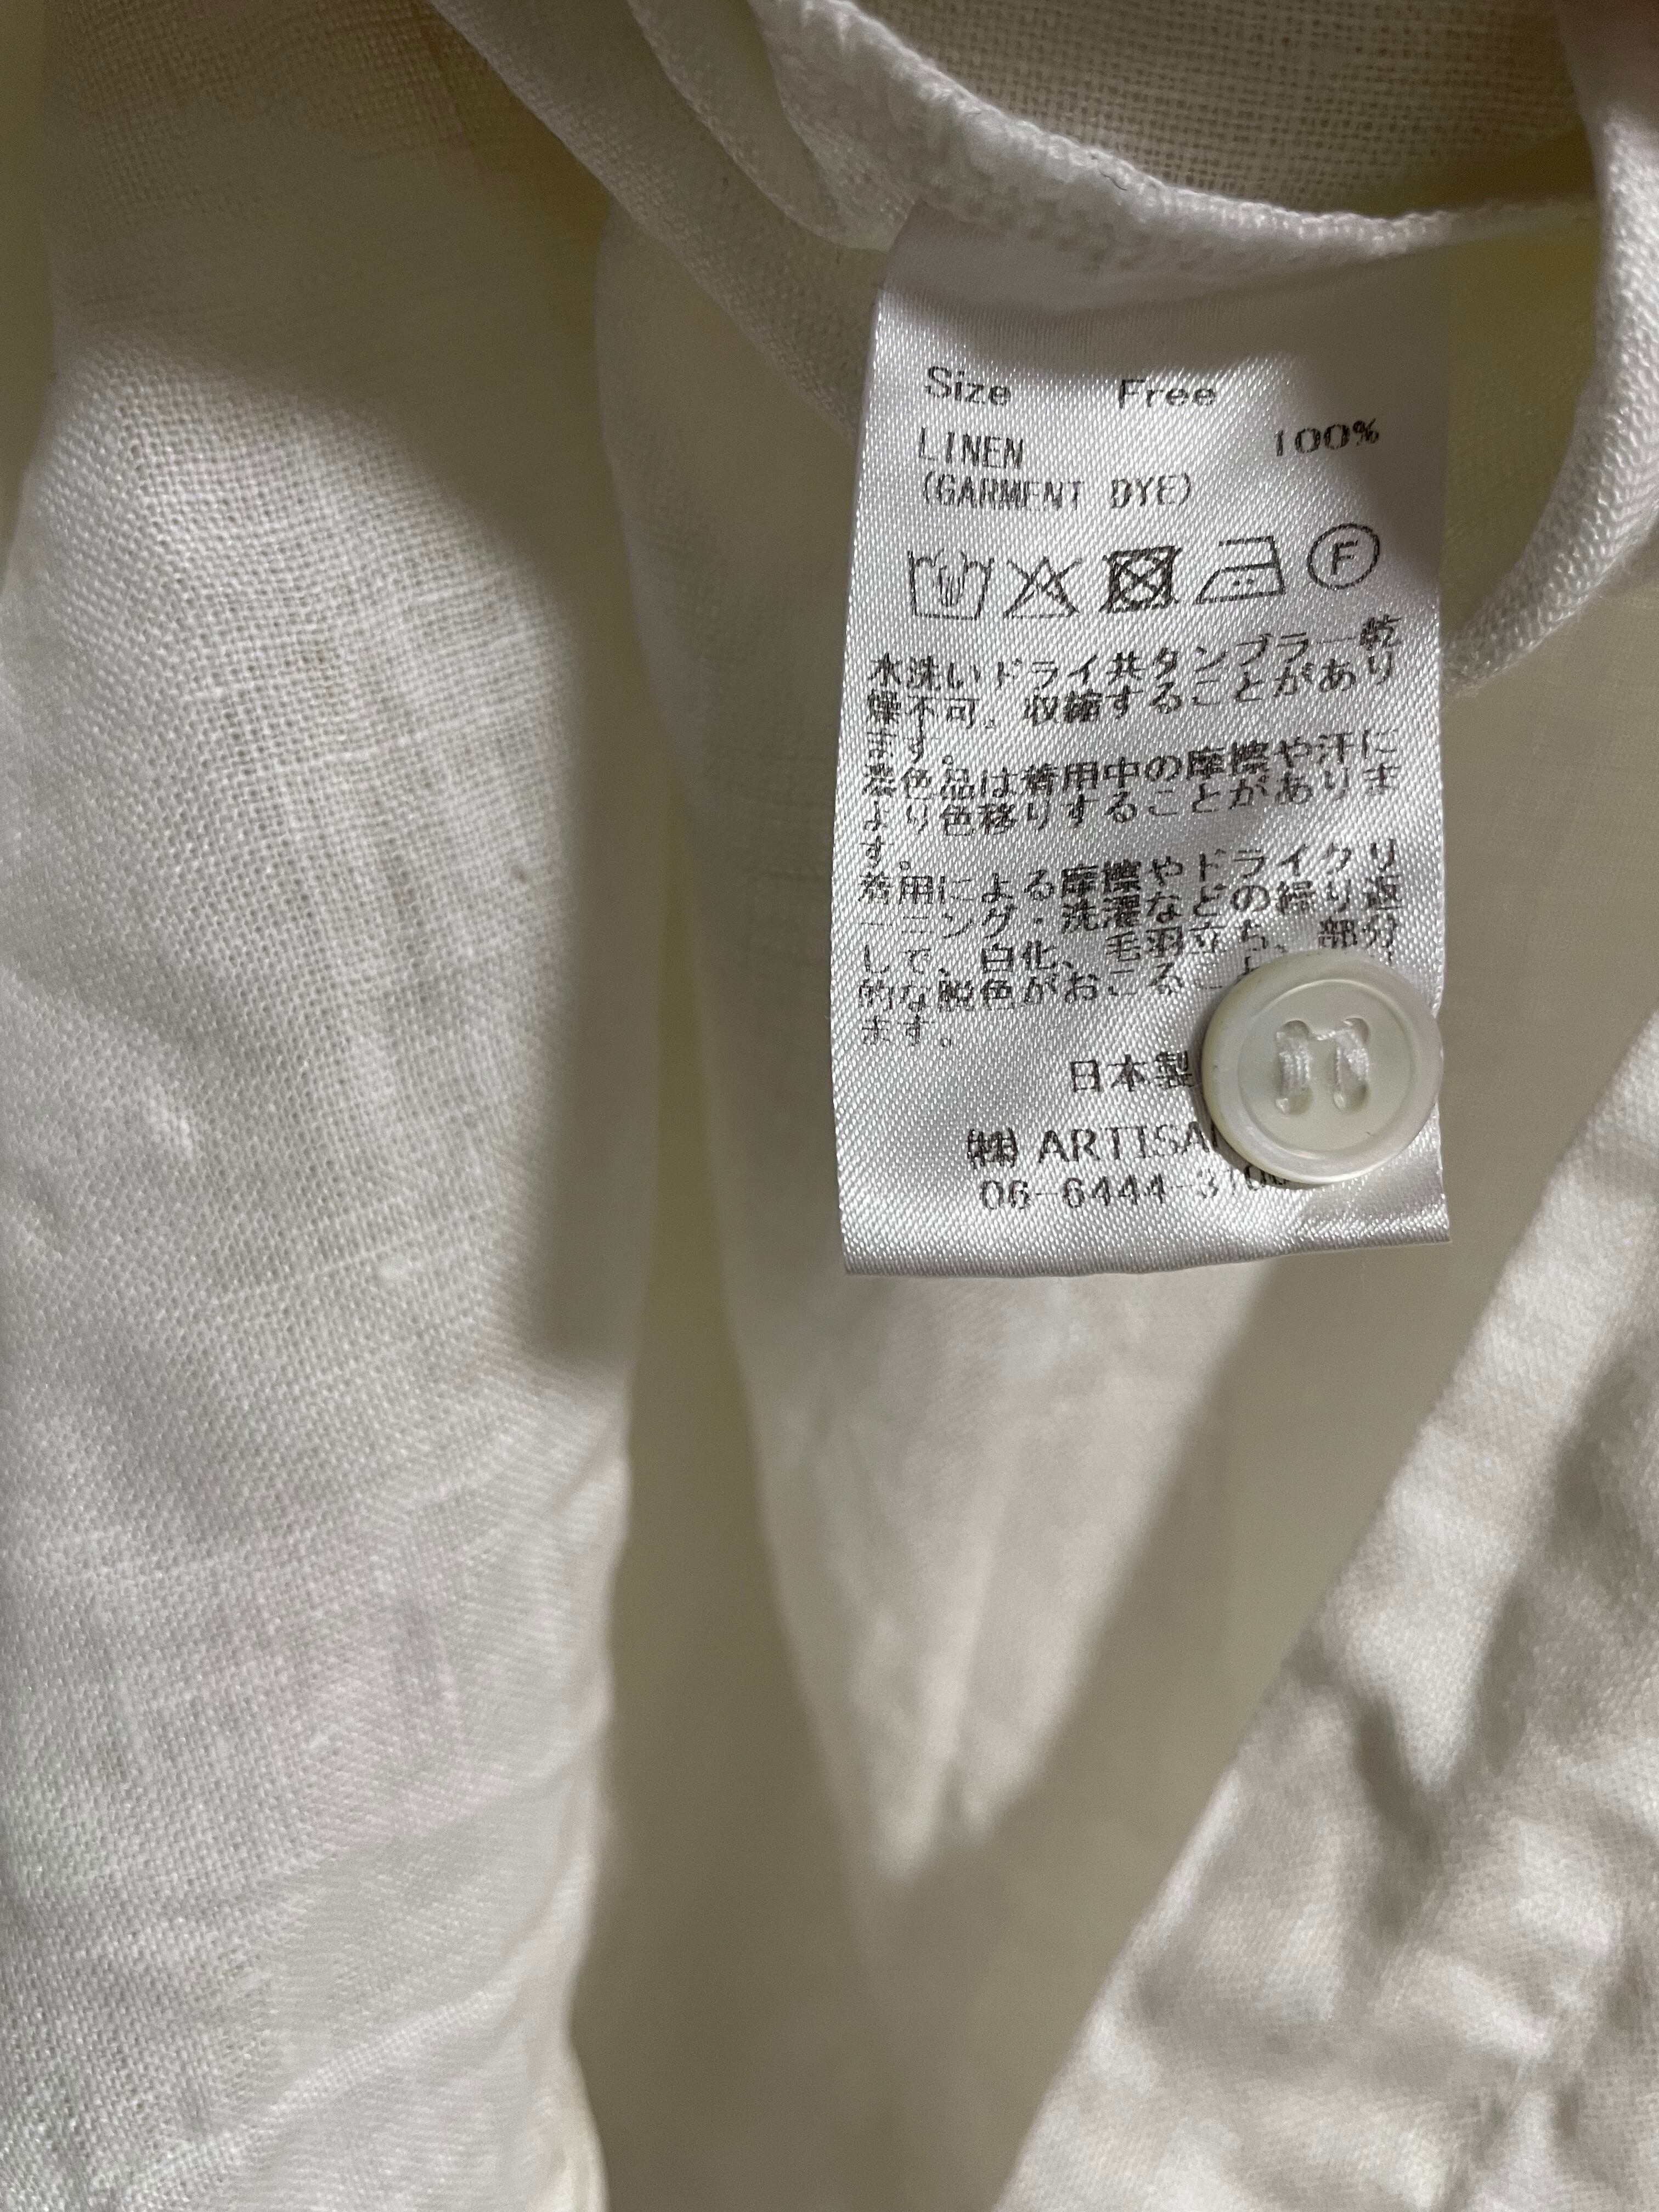 Size Free
LINEN 100%
(GARMENT DYE)
F
水洗いドライ共タンブラー乾
燥不可。収縮することがあり
ます。
濃色品は着用中の摩擦や汗に
より色移りすることがありま
す。
着用による摩擦やドライクリ
ーニング・洗濯などの繰り返
しで、白化、毛羽立ち、部分
的な脱色がおこる
ます。
日本製
㈱ ARTISA
06-6444-3